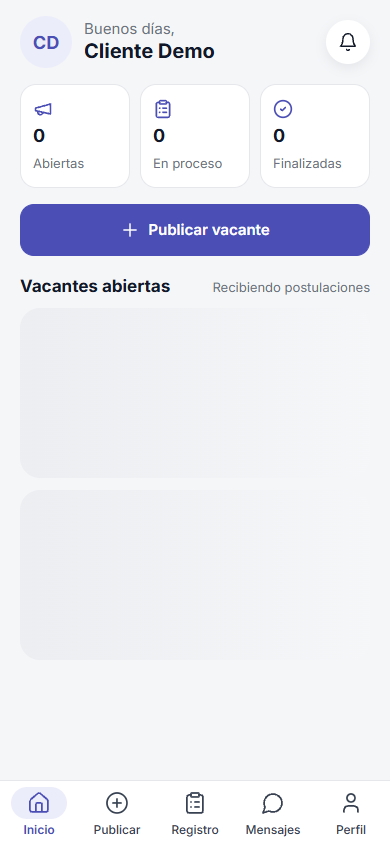 CD
Buenos días,
Cliente Demo
0
Abiertas
0
En proceso
0
Finalizadas
Publicar vacante
Vacantes abiertas
Recibiendo postulaciones
Inicio
Publicar
Registro
Mensajes
Perfil